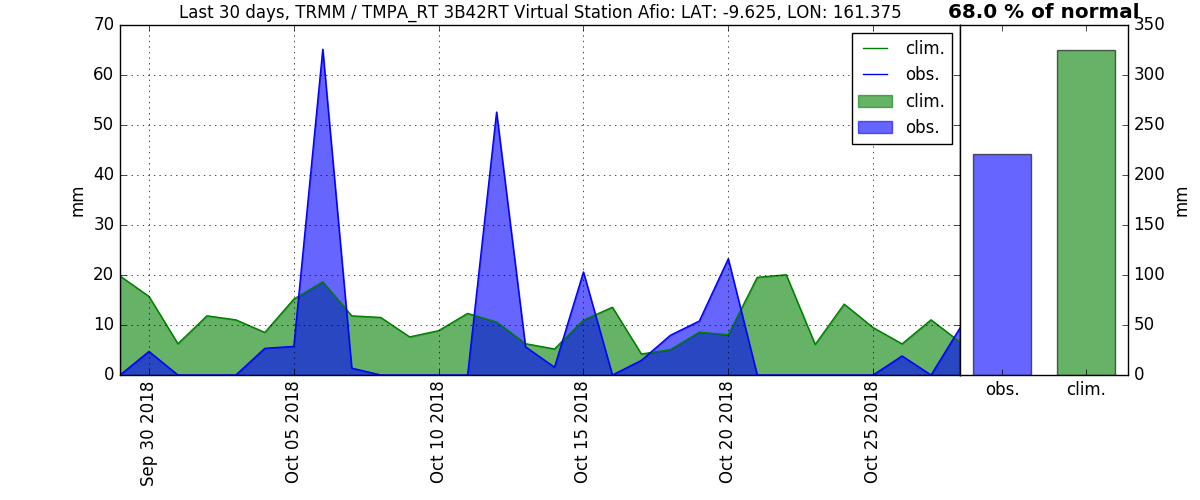 Last 30 days, TRMM / TMPA_RT 3B42RT Virtual Station Afio: LAT: -9.625, LON: 161.375
68.0 % of normal
70
60
50
40
30
20
10
0
mm
clim.
obs.
clim.
obs.
Sep 30 2018
Oct 05 2018
Oct 10 2018
Oct 15 2018
Oct 20 2018
Oct 25 2018
350
300
250
200
150
100
50
0
mm
obs.
clim.